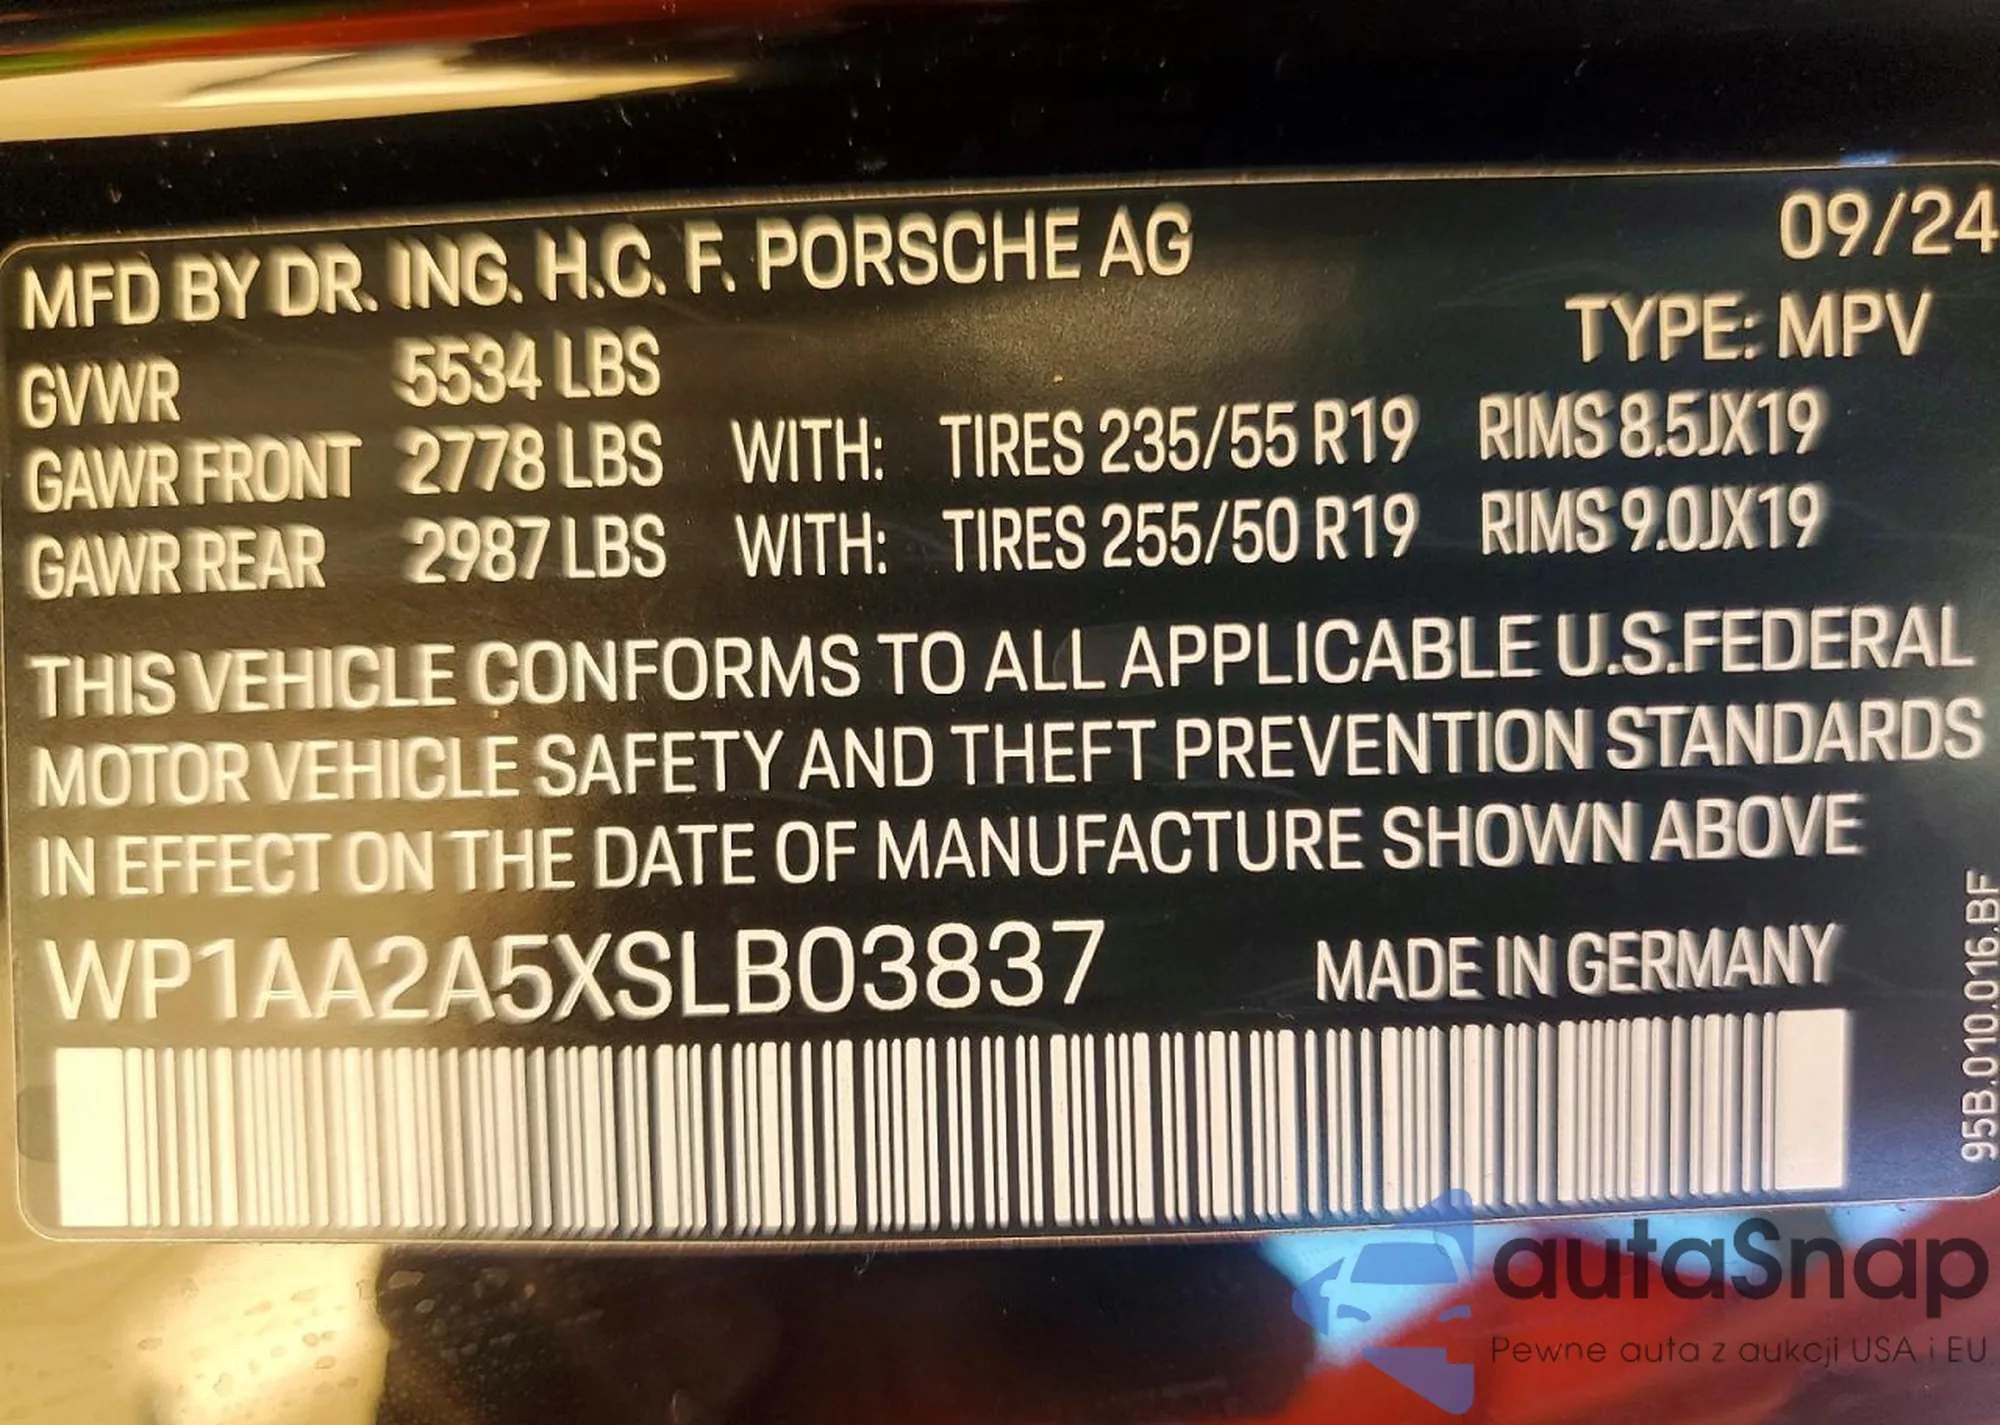 MFD BY DR. ING. H.C. F. PORSCHE AG 09/24
TYPE: MPV
GVWR 5534 LBS
GAWR FRONT 2778 LBS WITH: TIRES 235/55 R19 RIMS 8.5JX19
GAWR REAR 2987 LBS WITH: TIRES 255/50 R19 RIMS 9.0JX19
THIS VEHICLE CONFORMS TO ALL APPLICABLE U.S.FEDERAL
MOTOR VEHICLE SAFETY AND THEFT PREVENTION STANDARDS
IN EFFECT ON THE DATE OF MANUFACTURE SHOWN ABOVE
WP1AA2A5XSLB03837 MADE IN GERMANY
95B.010.016.BF
autaSnap
Pewne auta z aukcji USA i EU